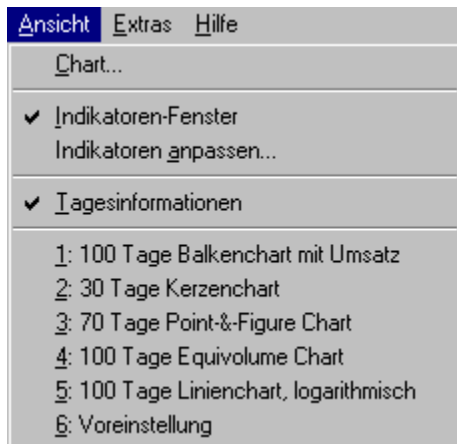 Ansicht Extras Hilfe
Chart...
Indikatoren-Fenster
Indikatoren anpassen...
Tagesinformationen
1: 100 Tage Balkenchart mit Umsatz
2: 30 Tage Kerzenchart
3: 70 Tage Point-&-Figure Chart
4: 100 Tage Equivolume Chart
5: 100 Tage Linienchart, logarithmisch
6: Voreinstellung